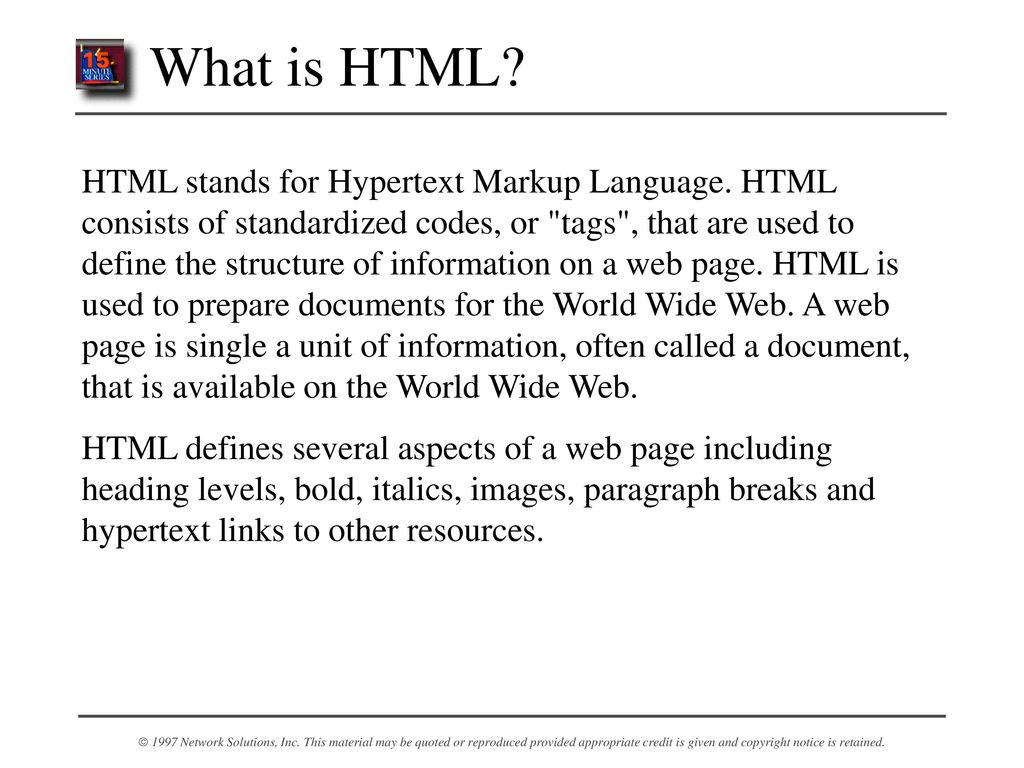 15
MINUTE
SERIES
What is HTML?
HTML stands for Hypertext Markup Language. HTML
consists of standardized codes, or "tags", that are used to
define the structure of information on a web page. HTML is
used to prepare documents for the World Wide Web. A web
page is single a unit of information, often called a document,
that is available on the World Wide Web.
HTML defines several aspects of a web page including
heading levels, bold, italics, images, paragraph breaks and
hypertext links to other resources.
© 1997 Network Solutions, Inc. This material may be quoted or reproduced provided appropriate credit is given and copyright notice is retained.